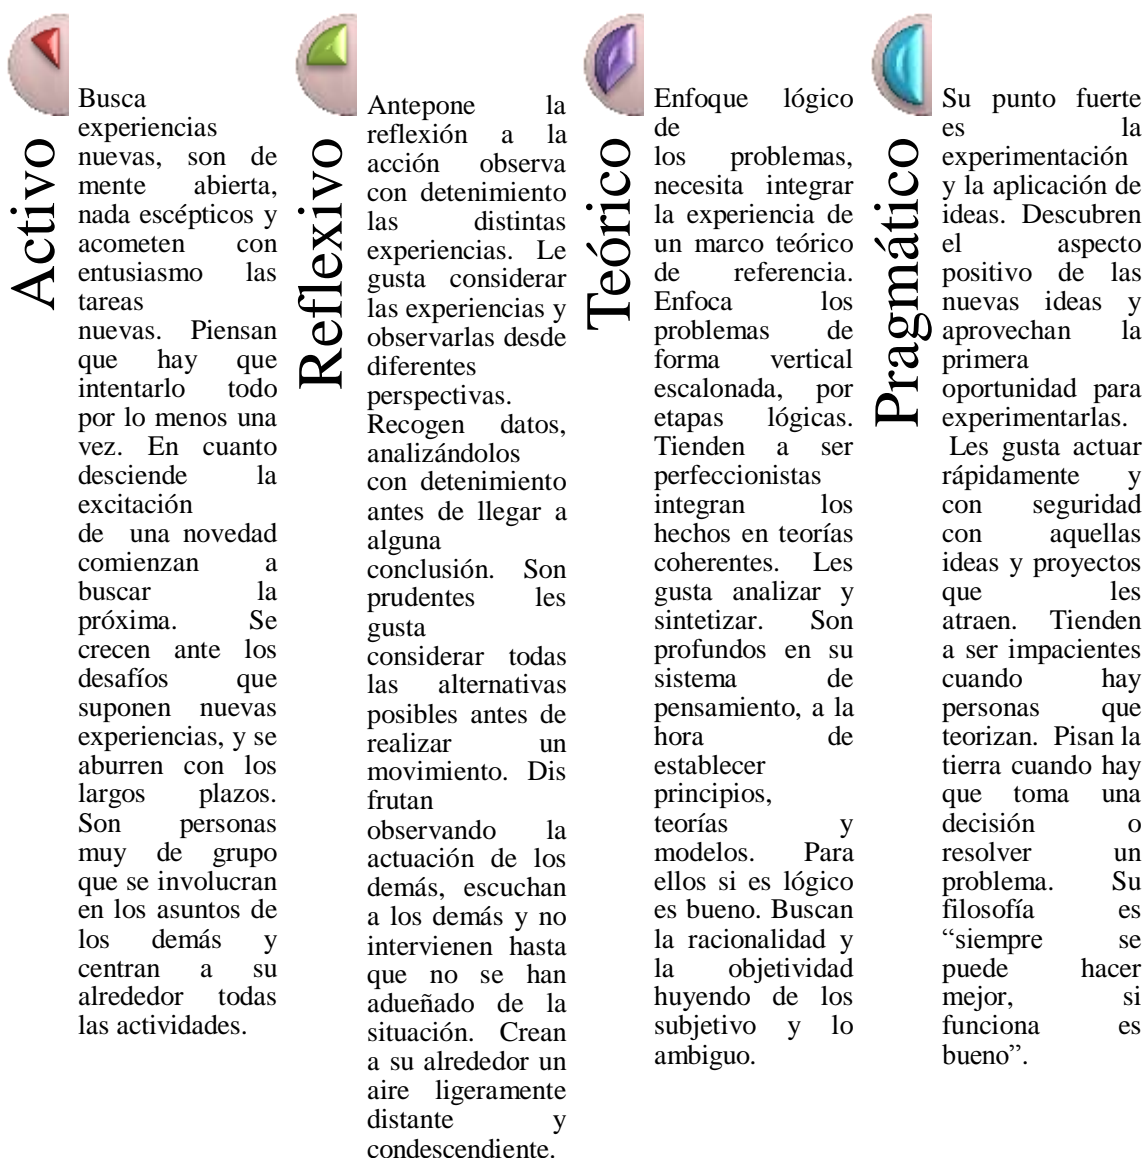 Activo
Busca
experiencias
nuevas, son de
mente abierta,
nada escépticos y
acometen con
entusiasmo las
tareas
nuevas. Piensan
que hay que
intentarlo todo
por lo menos una
vez. En cuanto
desciende la
excitación
de una novedad
comienzan a
buscar la
próxima. Se
crecen ante los
desafíos que
suponen nuevas
experiencias, y se
aburren con los
largos plazos.
Son personas
muy de grupo
que se involucran
en los asuntos de
los demás y
centran a su
alrededor todas
las actividades.
Reflexivo
Antepone la
reflexión a la
acción observa
con detenimiento
las distintas
experiencias. Le
gusta considerar
las experiencias y
observarlas desde
diferentes
perspectivas.
Recogen datos,
analizándolos
con detenimiento
antes de llegar a
alguna
conclusión. Son
prudentes les
gusta
considerar todas
las alternativas
posibles antes de
realizar un
movimiento. Dis
frutan
observando la
actuación de los
demás, escuchan
a los demás y no
intervienen hasta
que no se han
adueñado de la
situación. Crean
a su alrededor un
aire ligeramente
distante y
condescendiente.
Teórico
Enfoque lógico
de
los problemas,
necesita integrar
la experiencia de
un marco teórico
de referencia.
Enfoca los
problemas de
forma vertical
escalonada, por
etapas lógicas.
Tienden a ser
perfeccionistas
integran los
hechos en teorías
coherentes. Les
gusta analizar y
sintetizar. Son
profundos en su
sistema de
pensamiento, a la
hora de
establecer
principios,
teorías y
modelos. Para
ellos si es lógico
es bueno. Buscan
la racionalidad y
la objetividad
huyendo de los
subjetivo y lo
ambiguo.
Pragmático
Su punto fuerte
es la
experimentación
y la aplicación de
ideas. Descubren
el aspecto
positivo de las
nuevas ideas y
aprovechan la
primera
oportunidad para
experimentarlas.
Les gusta actuar
rápidamente y
con seguridad
con aquellas
ideas y proyectos
que les
atraen. Tienden
a ser impacientes
cuando hay
personas que
teorizan. Pisan la
tierra cuando hay
que toma una
decisión o
resolver un
problema. Su
filosofía es
“siempre se
puede hacer
mejor, si
funciona es
bueno”.